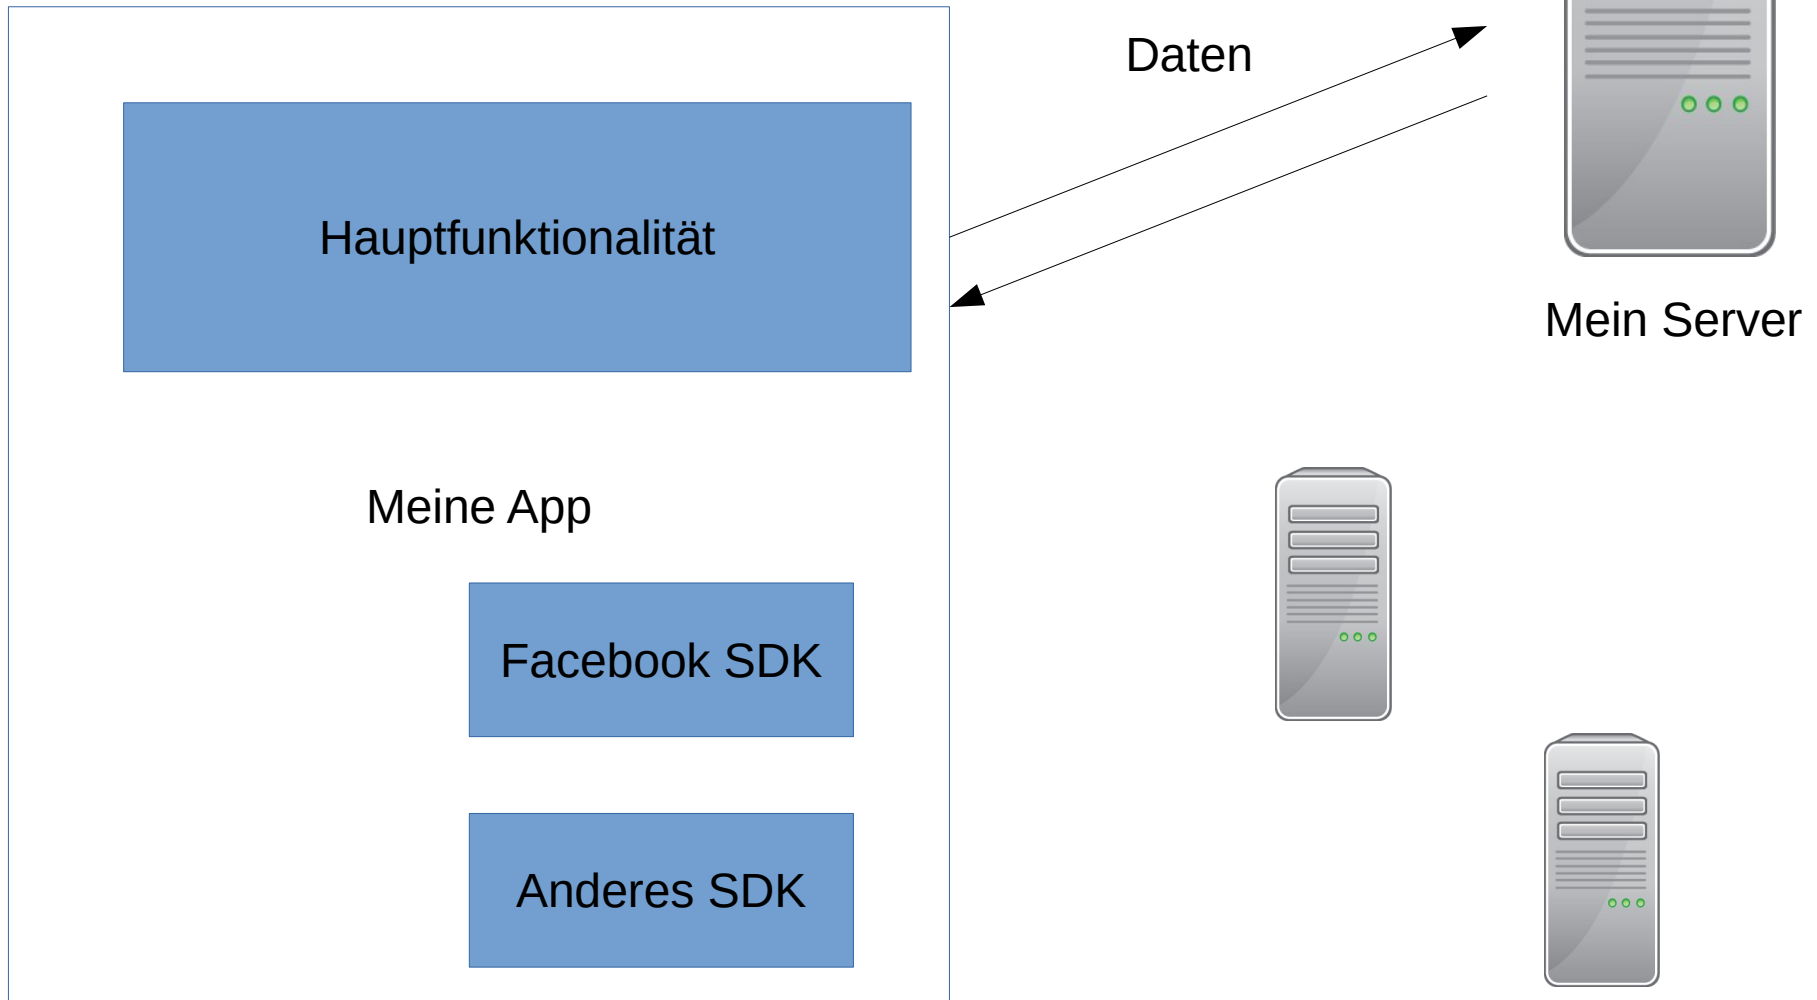 Daten
Hauptfunktionalität
Mein Server
Meine App
Facebook SDK
Anderes SDK